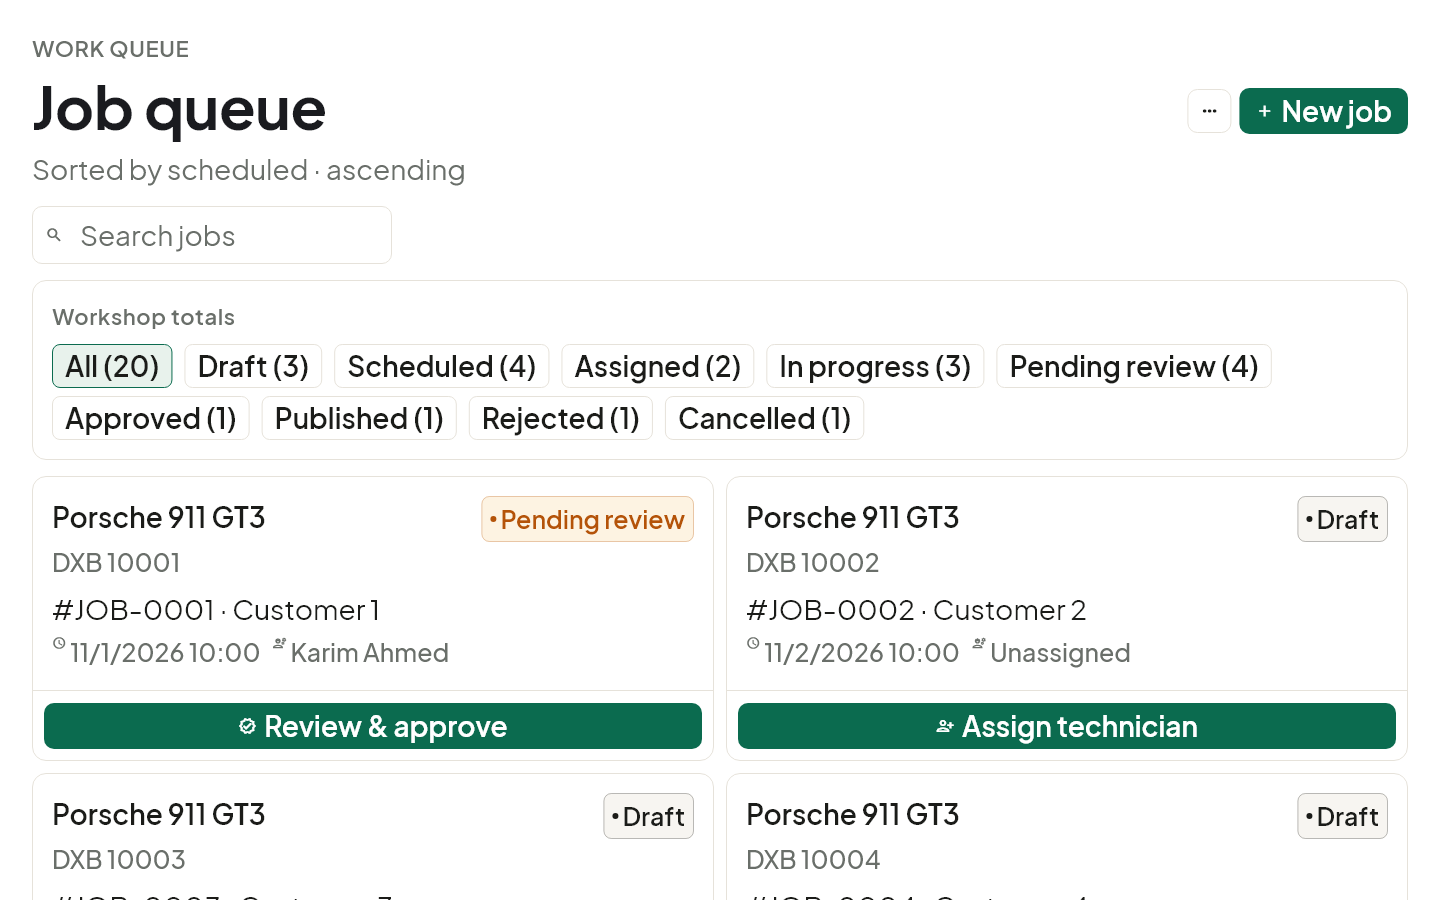 WORK QUEUE
Job queue
Sorted by scheduled · ascending
··· + New job
Search jobs
Workshop totals
All (20) Draft (3) Scheduled (4) Assigned (2) In progress (3) Pending review (4)
Approved (1) Published (1) Rejected (1) Cancelled (1)
Porsche 911 GT3 • Pending review
DXB 10001
#JOB-0001 · Customer 1
11/1/2026 10:00 Karim Ahmed
Review & approve
Porsche 911 GT3 • Draft
DXB 10002
#JOB-0002 · Customer 2
11/2/2026 10:00 Unassigned
Assign technician
Porsche 911 GT3 • Draft
DXB 10003
Porsche 911 GT3 • Draft
DXB 10004